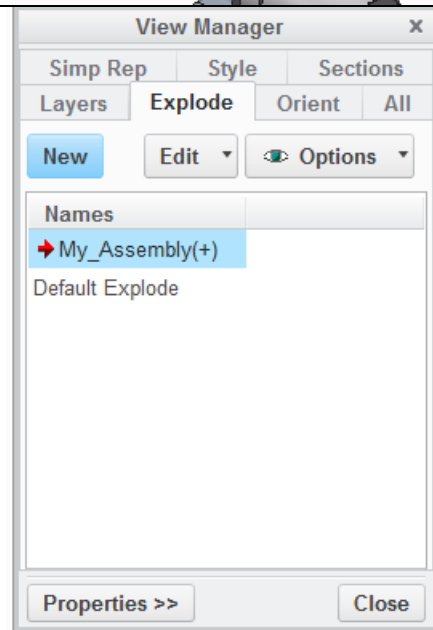 View Manager x
Simp Rep Style Sections
Layers Explode Orient All
New Edit Options
Names
My_Assembly(+)
Default Explode
Properties >> Close